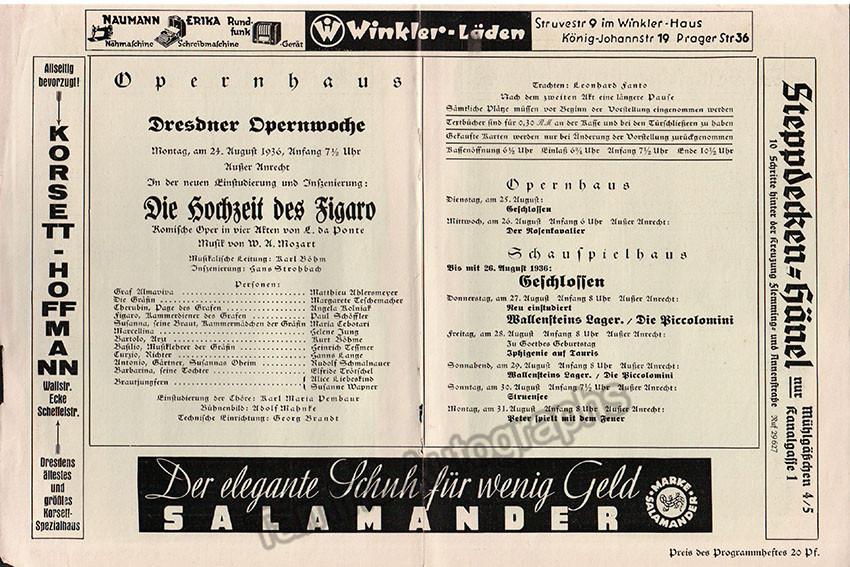 NAUMANN ERIKA Rund-
funk
Nähmaschine Schreibmaschine -Gerät
W Winkler-Läden
Struvestr 9 im Winkler-Haus
König-Johannstr 19 Prager Str 36
Allseitig
bevorzugt!
KORSETT-HOFFMANN
Wallstr.
Ecke
Scheffelstr.
Dresdens
ältestes
und
größtes
Korsett-
Spezialhaus
Opernhaus
Dresdner Opernwoche
Montag, am 24. August 1936, Anfang 7½ Uhr
Außer Anrecht
In der neuen Einstudierung und Inszenierung:
Die Hochzeit des Figaro
Komische Oper in vier Akten von L. da Ponte
Musik von W. A. Mozart
Musikalische Leitung: Karl Böhm
Inszenierung: Hans Strohbach
Personen:
Graf Almaviva Matthieu Ahlersmeyer
Die Gräfin Margarete Teschemacher
Cherubin, Page des Grafen Angela Kolniak
Figaro, Kammerdiener des Grafen Paul Schöffler
Susanna, seine Braut, Kammermädchen der Gräfin Maria Cebotari
Marcellina Helene Jung
Bartolo, Arzt Kurt Böhme
Basilio, Musiklehrer der Gräfin Heinrich Teßmer
Curzio, Richter Hanns Lange
Antonio, Gärtner, Susannas Oheim Rudolf Schmalnauer
Barbarina, seine Tochter Elfride Trötschel
Brautjungfern Alice Liebeskind
Susanne Wagner
Einstudierung der Chöre: Karl Maria Pembaur
Bühnenbild: Adolf Mahnke
Technische Einrichtung: Georg Brandt
Trachten: Leonhard Fanto
Nach dem zweiten Akt eine längere Pause
Sämtliche Plätze müssen vor Beginn der Vorstellung eingenommen werden
Textbücher sind für 0,30 RM an der Kasse und bei den Türschließern zu haben
Gekaufte Karten werden nur bei Änderung der Vorstellung zurückgenommen
Kassenöffnung 6½ Uhr Einlaß 6¾ Uhr Anfang 7½ Uhr Ende 10½ Uhr
Opernhaus
Dienstag, am 25. August:
Geschlossen
Mittwoch, am 26. August Anfang 6 Uhr Außer Anrecht:
Der Rosenkavalier
Schauspielhaus
Bis mit 26. August 1936:
Geschlossen
Donnerstag, am 27. August Anfang 8 Uhr Außer Anrecht:
Neu einstudiert
Wallensteins Lager. / Die Piccolomini
Freitag, am 28. August Anfang 8 Uhr Außer Anrecht:
Zu Goethes Geburtstag
Iphigenie auf Tauris
Sonnabend, am 29. August Anfang 8 Uhr Außer Anrecht:
Wallensteins Lager. / Die Piccolomini
Sonntag, am 30. August Anfang 7½ Uhr Außer Anrecht:
Struensee
Montag, am 31. August Anfang 8 Uhr Außer Anrecht:
Peter spielt mit dem Feuer
Steppdecken-Hänel nur Mühlgäßchen 4/5
Kanalgasse 1
10 Schritte hinter der Kreuzung Flemming- und Annenstraße Ruf 29627
Der elegante Schuh für wenig Geld
SALAMANDER
MARKE SALAMANDER
Preis des Programmheftes 20 Pf.